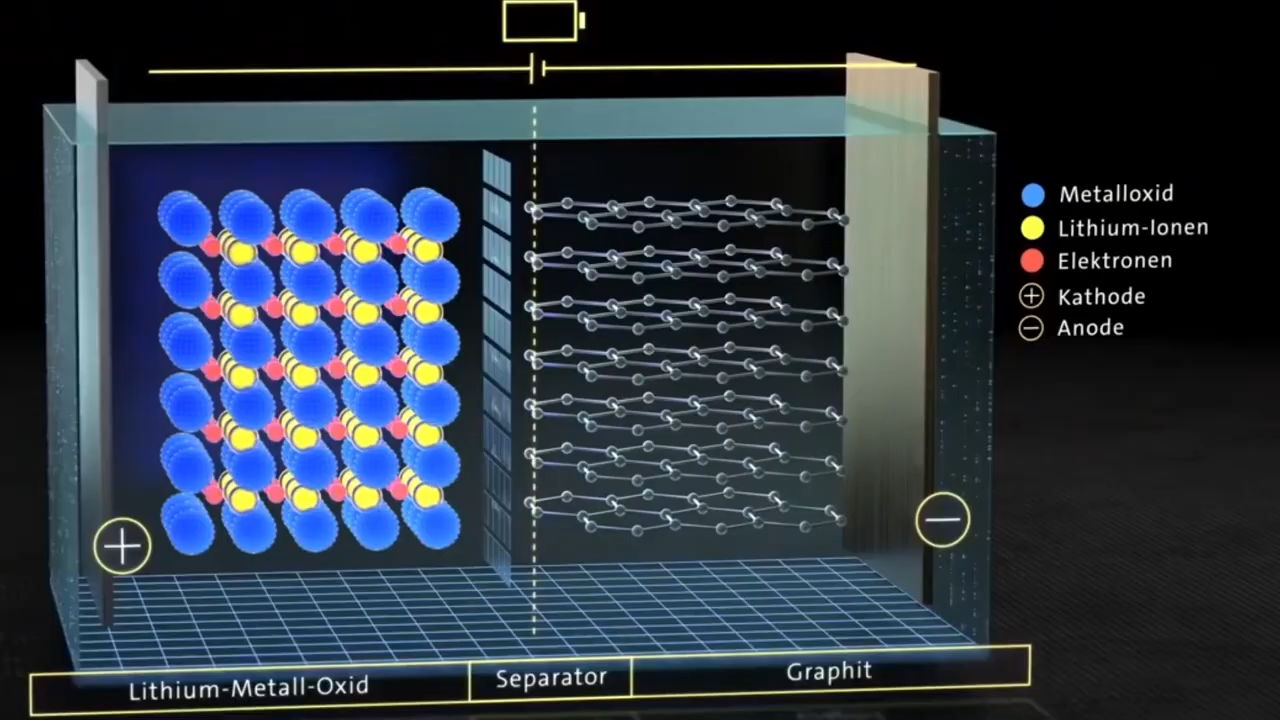 Metalloxid
Lithium-Ionen
Elektronen
Kathode
Anode
Lithium-Metall-Oxid
Separator
Graphit